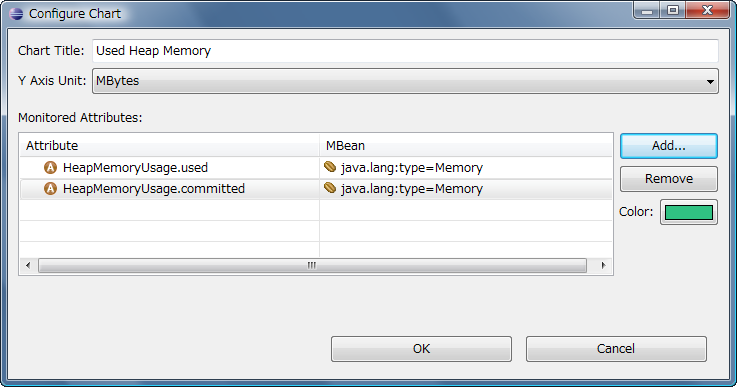 Configure Chart
Chart Title: Used Heap Memory
Y Axis Unit: MBytes
Monitored Attributes:
Attribute MBean
A HeapMemoryUsage.used java.lang:type=Memory
A HeapMemoryUsage.committed java.lang:type=Memory
Add...
Remove
Color:
OK Cancel